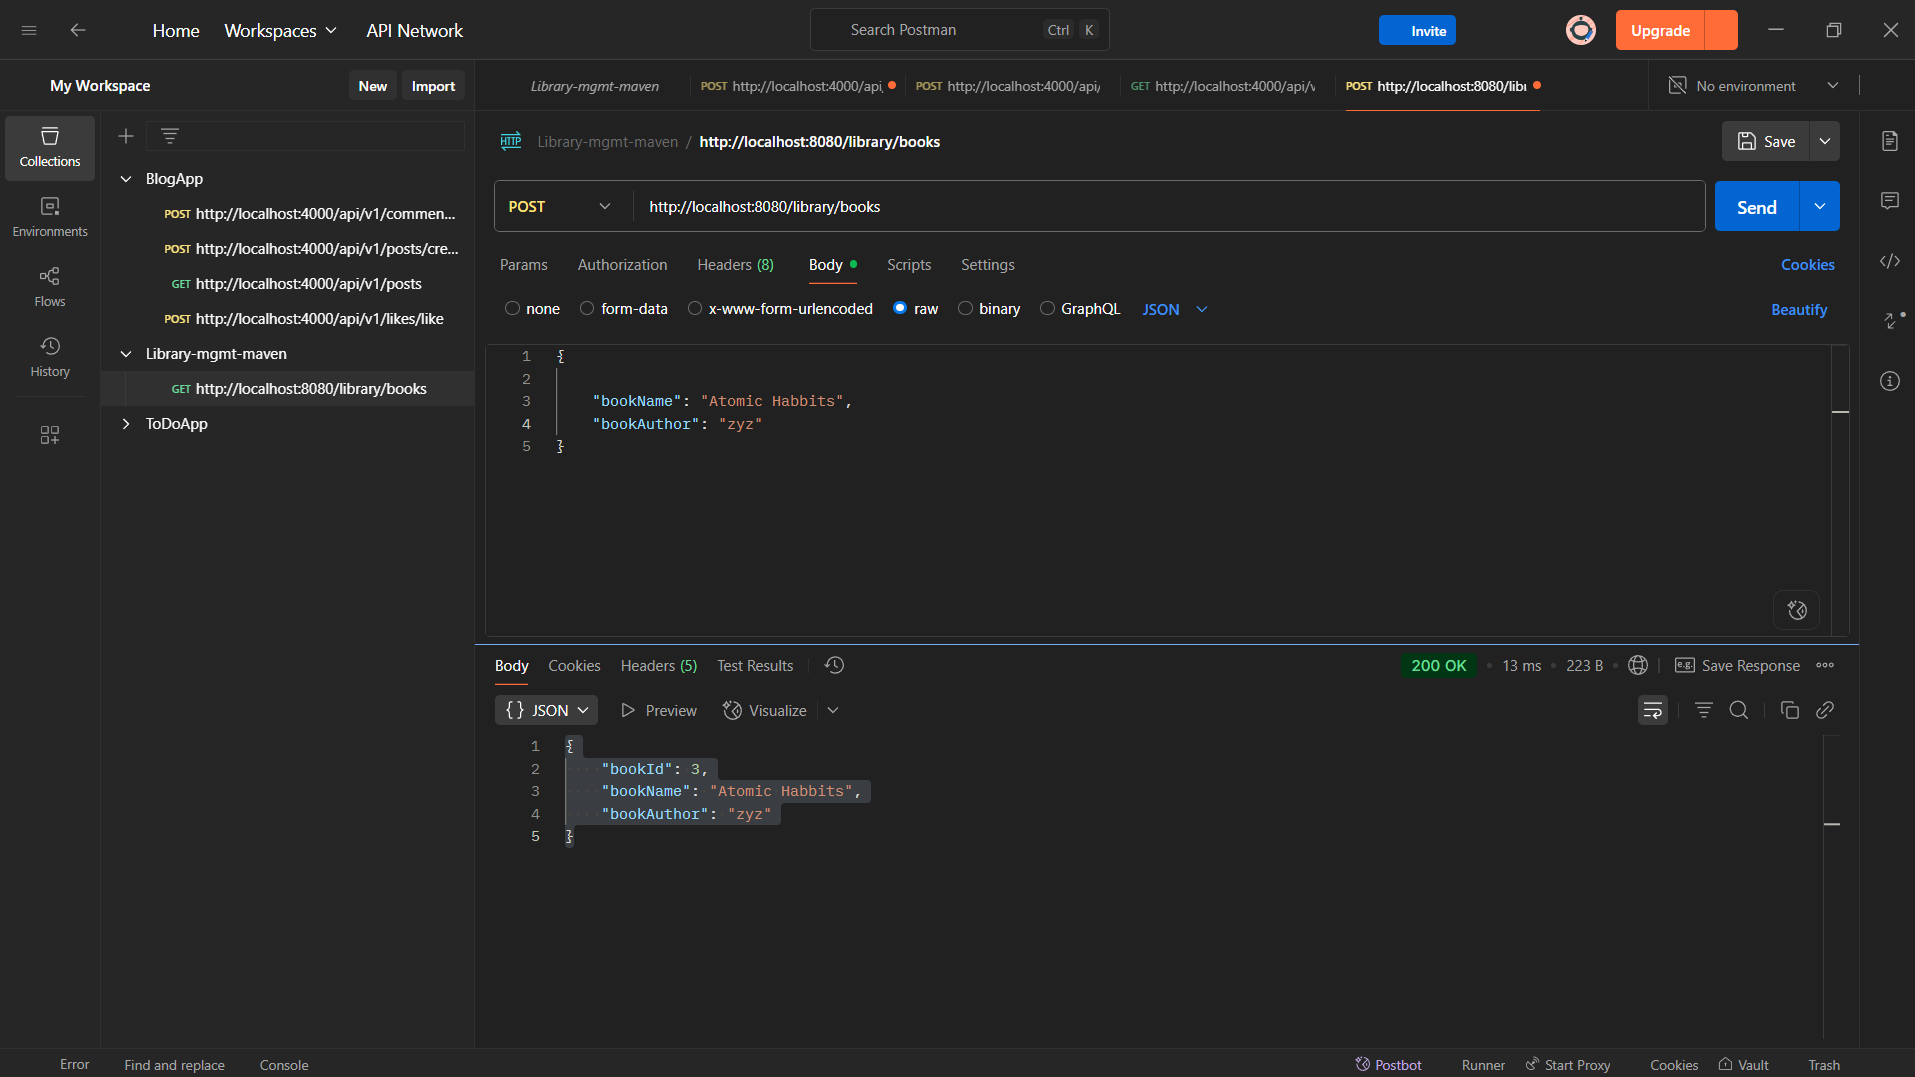 Home Workspaces API Network Search Postman Ctrl K Invite Upgrade
My Workspace New Import Library-mgmt-maven POST http://localhost:4000/api, POST http://localhost:4000/api/ GET http://localhost:4000/api/v POST http://localhost:8080/libr No environment
Collections
Environments
Flows
History
BlogApp
POST http://localhost:4000/api/v1/commen...
POST http://localhost:4000/api/v1/posts/cre...
GET http://localhost:4000/api/v1/posts
POST http://localhost:4000/api/v1/likes/like
Library-mgmt-maven
GET http://localhost:8080/library/books
ToDoApp
HTTP Library-mgmt-maven / http://localhost:8080/library/books Save
POST http://localhost:8080/library/books Send
Params Authorization Headers (8) Body Scripts Settings Cookies
none form-data x-www-form-urlencoded raw binary GraphQL JSON Beautify
1 {
2
3 "bookName": "Atomic Habbits",
4 "bookAuthor": "zyz"
5 }
Body Cookies Headers (5) Test Results 200 OK 13 ms 223 B e.g. Save Response
{} JSON Preview Visualize
1 {
2 "bookId": 3,
3 "bookName": "Atomic Habbits",
4 "bookAuthor": "zyz"
5 }
Error Find and replace Console Postbot Runner Start Proxy Cookies Vault Trash